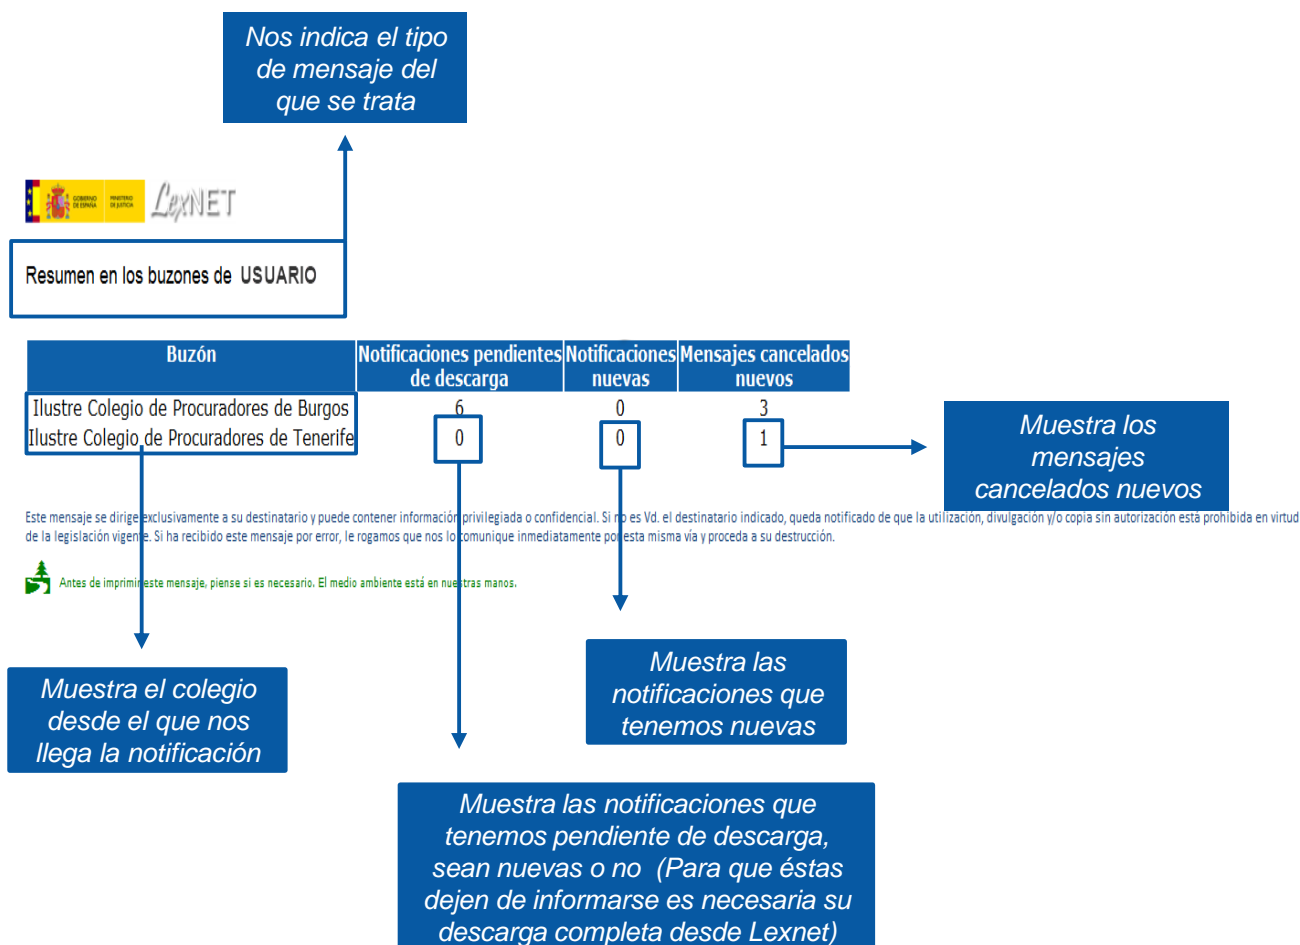 Nos indica el tipo
de mensaje del
que se trata
GOBIERNO
DE ESPAÑA
MINISTERIO
DE JUSTICIA
LexNET
Resumen en los buzones de USUARIO
Buzón
Notificaciones pendientes
de descarga
Notificaciones
nuevas
Mensajes cancelados
nuevos
Ilustre Colegio de Procuradores de Burgos 6 0 3
Ilustre Colegio de Procuradores de Tenerife 0 0 1
Muestra los
mensajes
cancelados nuevos
Este mensaje se dirige exclusivamente a su destinatario y puede contener información privilegiada o confidencial. Si no es Vd. el destinatario indicado, queda notificado de que la utilización, divulgación y/o copia sin autorización está prohibida en virtud
de la legislación vigente. Si ha recibido este mensaje por error, le rogamos que nos lo comunique inmediatamente por esta misma vía y proceda a su destrucción.
Antes de imprimir este mensaje, piense si es necesario. El medio ambiente está en nuestras manos.
Muestra el colegio
desde el que nos
llega la notificación
Muestra las
notificaciones que
tenemos nuevas
Muestra las notificaciones que
tenemos pendiente de descarga,
sean nuevas o no (Para que éstas
dejen de informarse es necesaria su
descarga completa desde Lexnet)